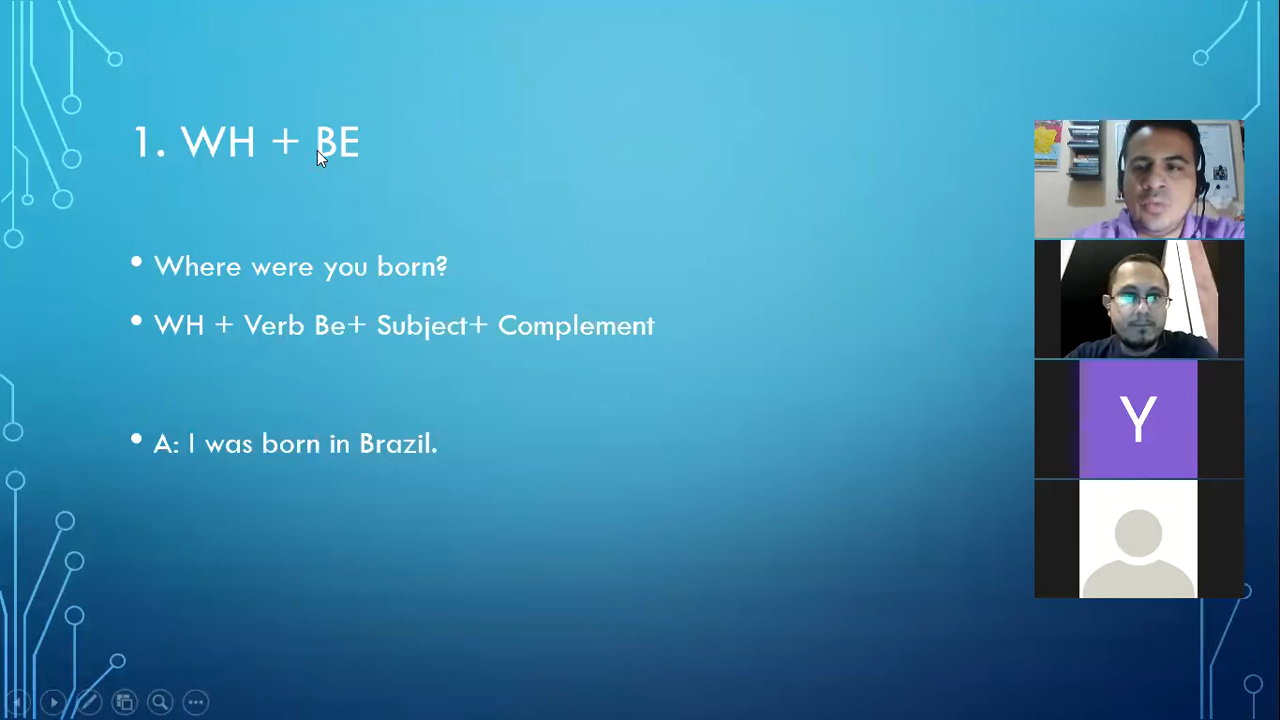 1. WH + BE
Where were you born?
WH + Verb Be+ Subject+ Complement
A: I was born in Brazil.
Y